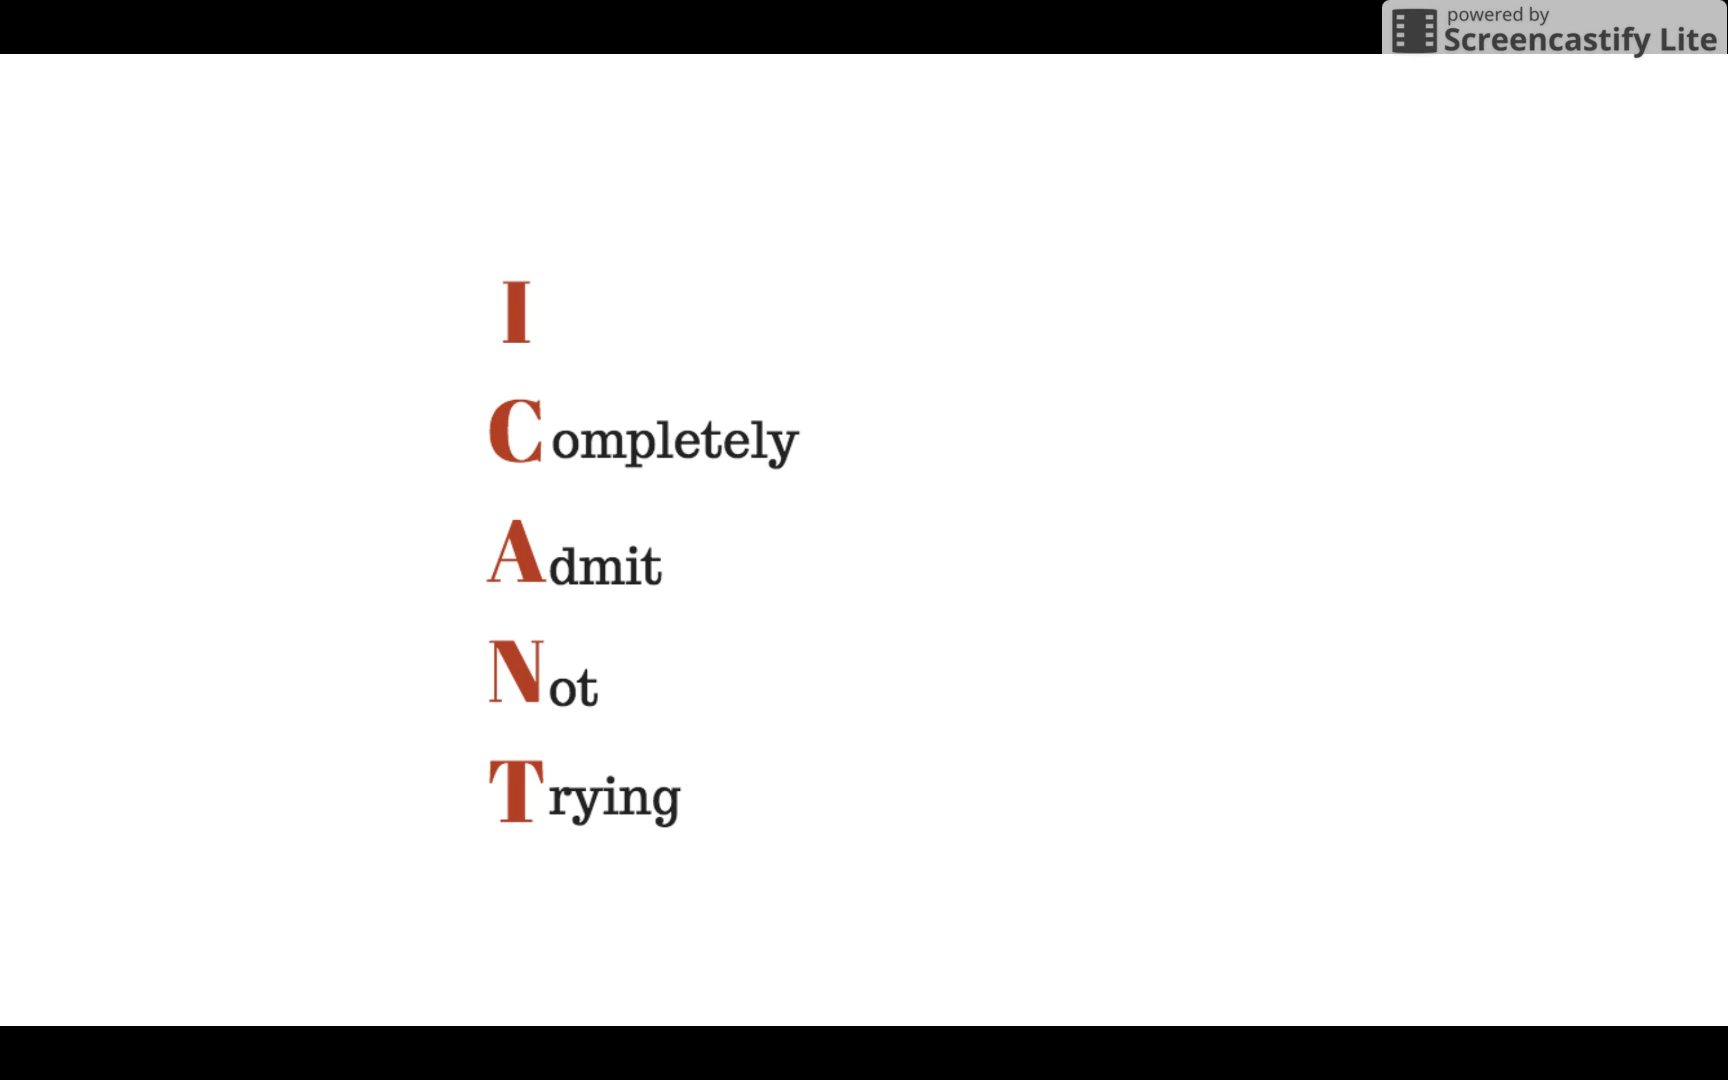 powered by
Screencastify Lite
I
Completely
Admit
Not
Trying